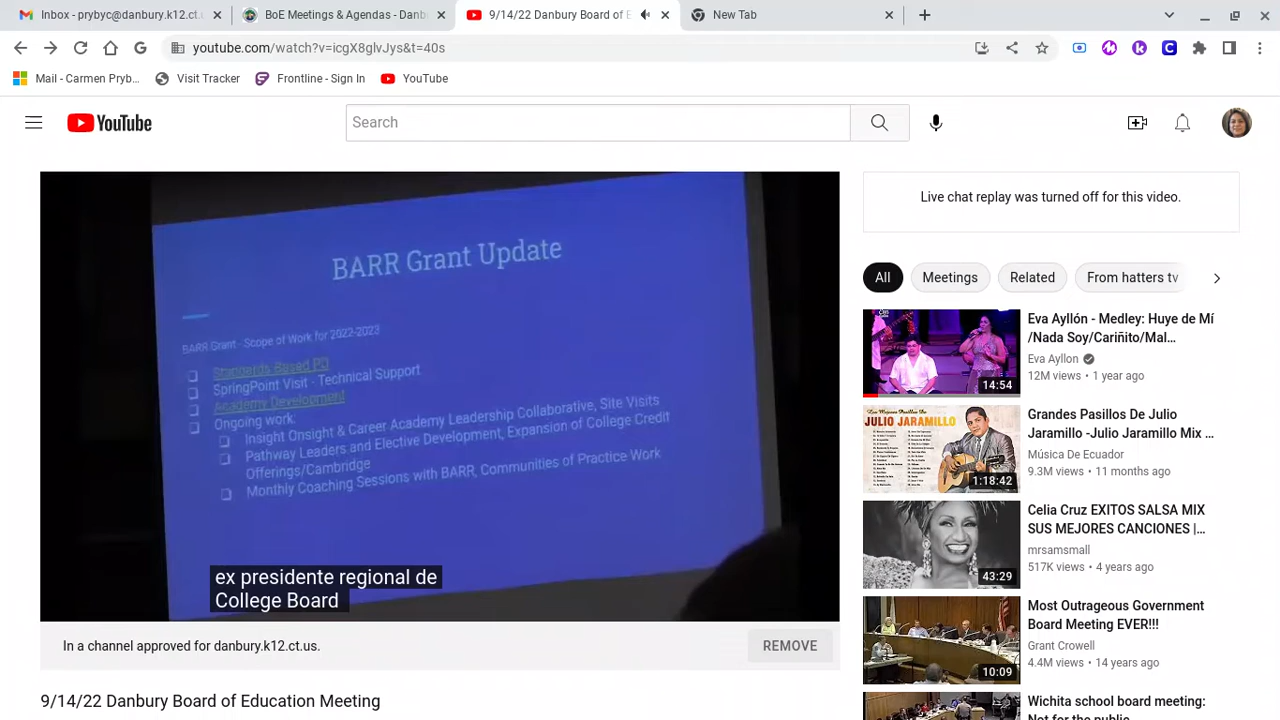 Inbox - prybyc@danbury.k12.ct.u
BoE Meetings & Agendas - Danb
9/14/22 Danbury Board of E
New Tab
youtube.com/watch?v=icgX8glvJys&t=40s
Mail - Carmen Pryb...
Visit Tracker
Frontline - Sign In
YouTube
YouTube
Search
BARR Grant Update
BARR Grant - Scope of Work for 2022-2023
Standards Based PD
SpringPoint Visit - Technical Support
Academy Development
Ongoing work
Insight Onsight & Career Academy Leadership Collaborative, Site Visits
Pathway Leaders and Elective Development, Expansion of College Credit
Offerings/Cambridge
Monthly Coaching Sessions with BARR, Communities of Practice Work
ex presidente regional de
College Board
In a channel approved for danbury.k12.ct.us.
REMOVE
9/14/22 Danbury Board of Education Meeting
Live chat replay was turned off for this video.
All
Meetings
Related
From hatters tv
Eva Ayllón - Medley: Huye de Mí
/Nada Soy/Cariñito/Mal...
Eva Ayllon
12M views • 1 year ago
14:54
Grandes Pasillos De Julio
Jaramillo -Julio Jaramillo Mix ...
Música De Ecuador
9.3M views • 11 months ago
JULIO JARAMILLO
1:18:42
Celia Cruz EXITOS SALSA MIX
SUS MEJORES CANCIONES |...
mrsamsmall
517K views • 4 years ago
43:29
Most Outrageous Government
Board Meeting EVER!!!
Grant Crowell
4.4M views • 14 years ago
10:09
Wichita school board meeting: